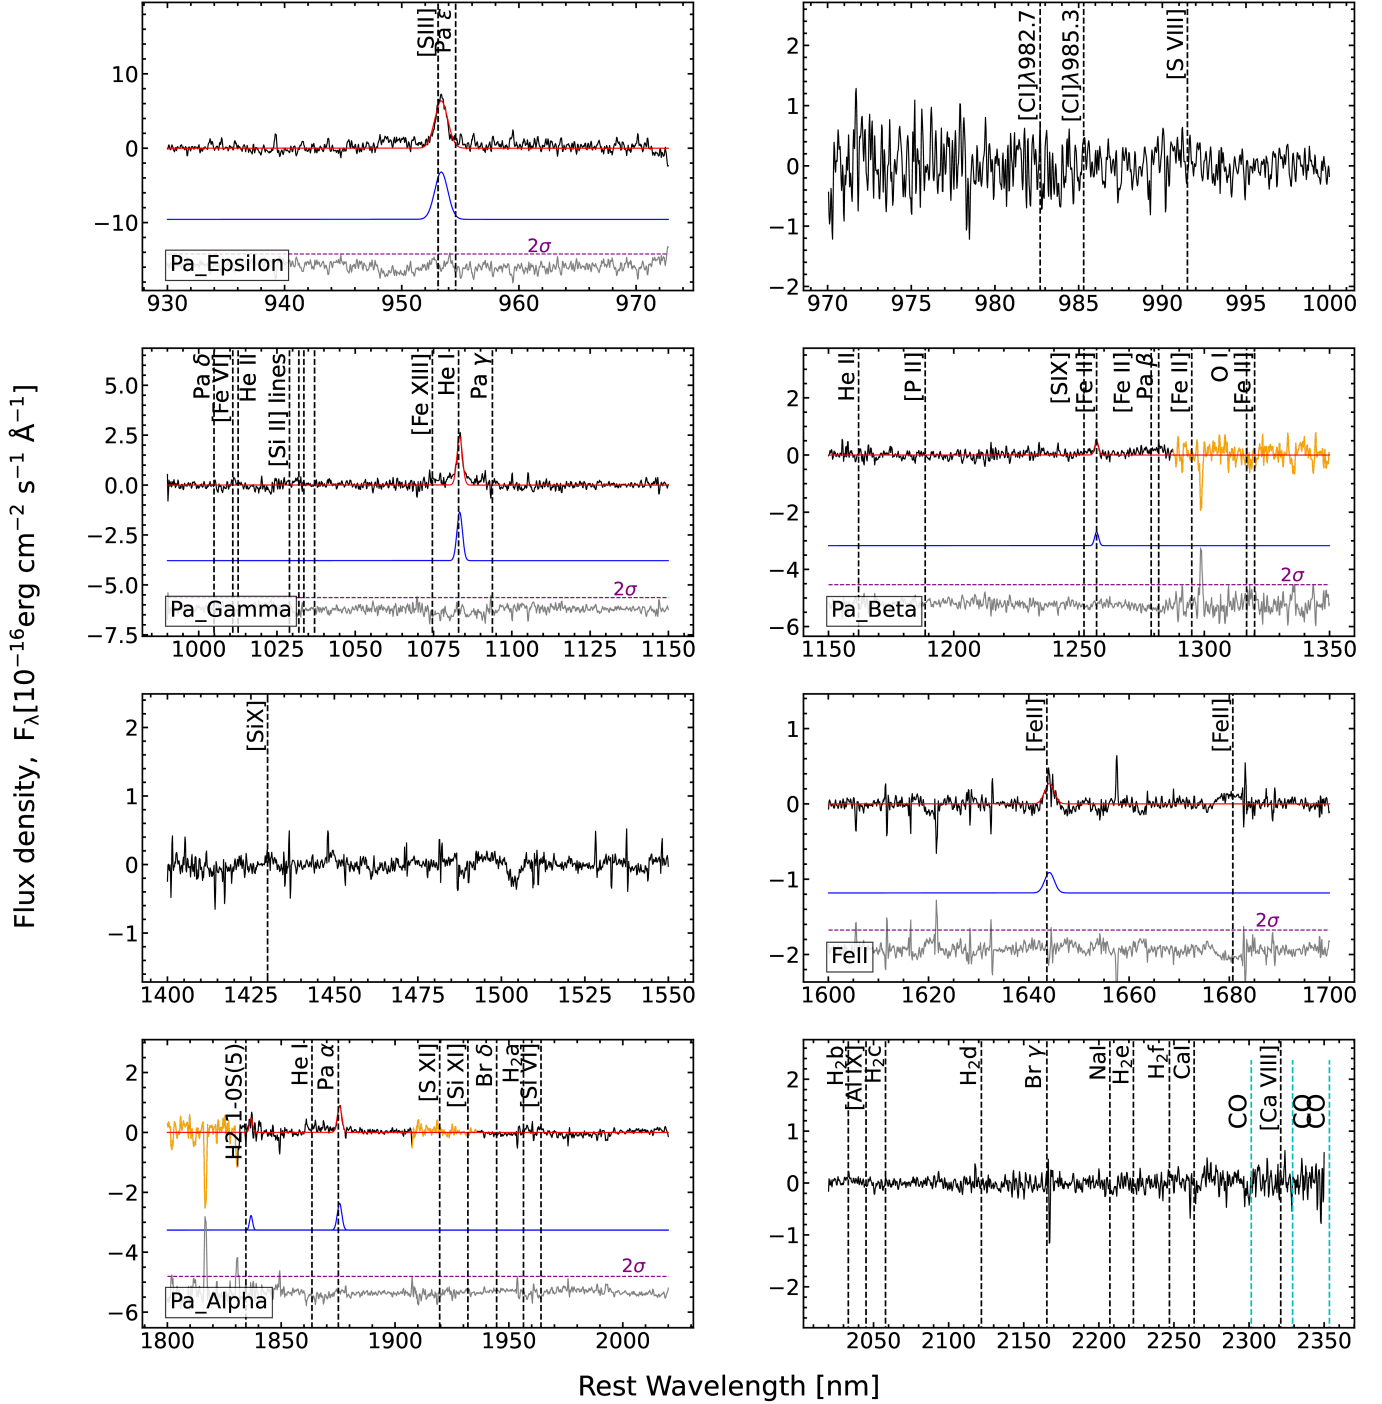 [SIII]
Pa ε
10
0
−10
2σ
Pa_Epsilon
930
940
950
960
970
[CI]λ982.7
[CI]λ985.3
[S VIII]
2
1
0
−1
−2
970
975
980
985
990
995
1000
Pa δ
[Fe VI]
He II
[Si II] lines
[Fe XIII]
He I
Pa γ
5.0
2.5
0.0
−2.5
−5.0
−7.5
2σ
Pa_Gamma
1000
1025
1050
1075
1100
1125
1150
He II
[P II]
[SIX]
[Fe II]
[Fe II]
Pa β
[Fe II]
O I
[Fe II]
2
0
−2
−4
−6
2σ
Pa_Beta
1150
1200
1250
1300
1350
Flux density, Fλ[10−16erg cm−2 s−1 Å−1]
[SiX]
2
1
0
−1
1400
1425
1450
1475
1500
1525
1550
[FeII]
[FeII]
1
0
−1
−2
2σ
FeII
1600
1620
1640
1660
1680
1700
H2 1-0S(5)
He I
Pa α
[S XI]
[Si XI]
Br δ
H2a
[Si VI]
2
0
−2
−4
−6
2σ
Pa_Alpha
1800
1850
1900
1950
2000
H2b
[Al IX]
H2c
H2d
Br γ
NaI
H2e
H2f
CaI
CO
[Ca VIII]
CO
CO
2
1
0
−1
−2
2050
2100
2150
2200
2250
2300
2350
Rest Wavelength [nm]